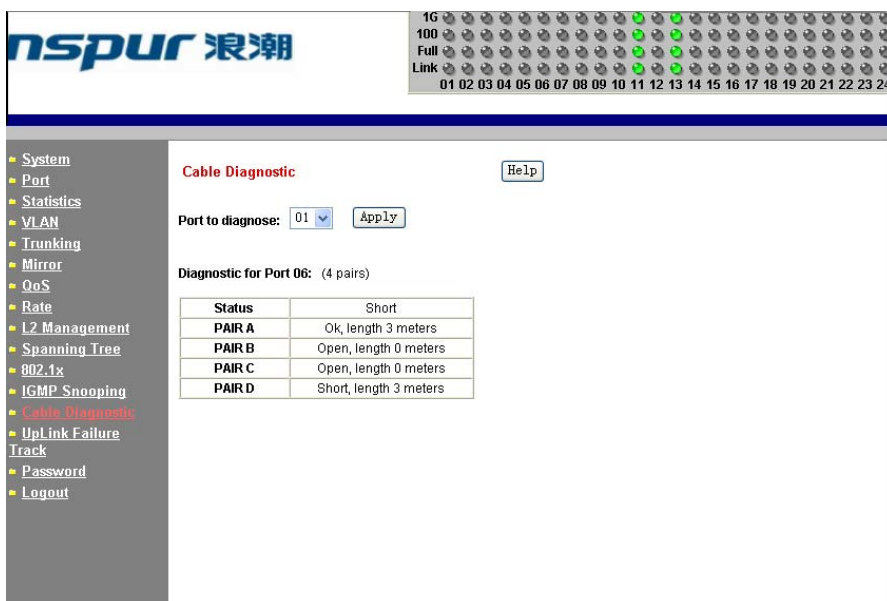 nspur 浪潮
1G
100
Full
Link
01 02 03 04 05 06 07 08 09 10 11 12 13 14 15 16 17 18 19 20 21 22 23 24
System
Port
Statistics
VLAN
Trunking
Mirror
QoS
Rate
L2 Management
Spanning Tree
802.1x
IGMP Snooping
Cable Diagnostic
UpLink Failure
Track
Password
Logout
Cable Diagnostic Help
Port to diagnose: 01 Apply
Diagnostic for Port 06: (4 pairs)
Status Short
PAIR A Ok, length 3 meters
PAIR B Open, length 0 meters
PAIR C Open, length 0 meters
PAIR D Short, length 3 meters